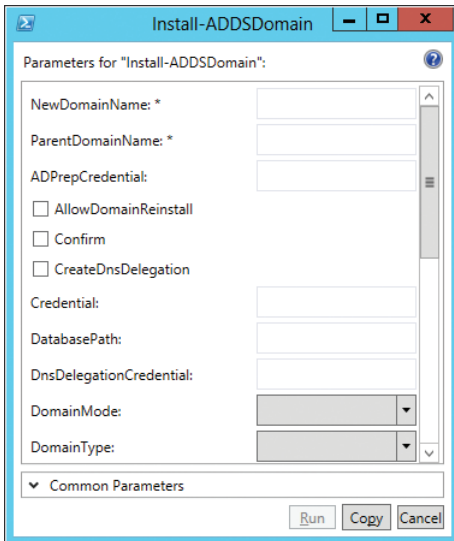 Install-ADDSDomain
Parameters for "Install-ADDSDomain":
NewDomainName: *
ParentDomainName: *
ADPrepCredential:
AllowDomainReinstall
Confirm
CreateDnsDelegation
Credential:
DatabasePath:
DnsDelegationCredential:
DomainMode:
DomainType:
Common Parameters
Run Copy Cancel